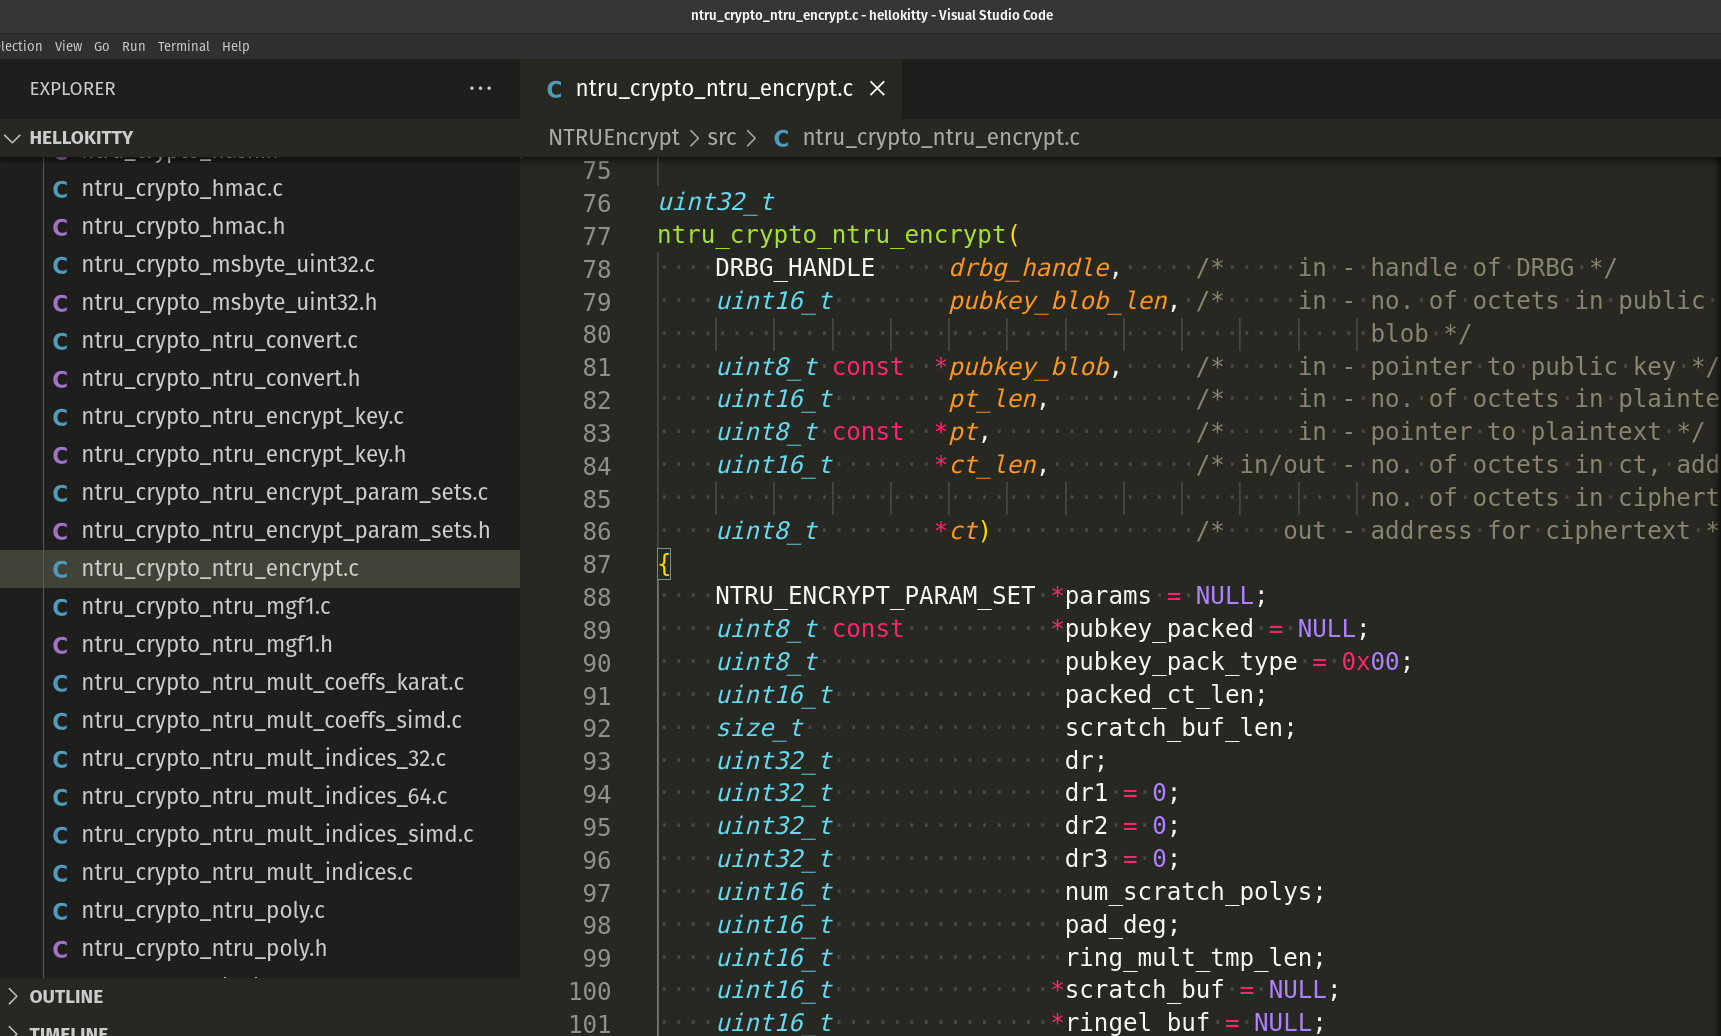 ntru_crypto_ntru_encrypt.c - hellokitty - Visual Studio Code
lection View Go Run Terminal Help
EXPLORER ···
HELLOKITTY
ntru_crypto_hmac.c
ntru_crypto_hmac.h
ntru_crypto_msbyte_uint32.c
ntru_crypto_msbyte_uint32.h
ntru_crypto_ntru_convert.c
ntru_crypto_ntru_convert.h
ntru_crypto_ntru_encrypt_key.c
ntru_crypto_ntru_encrypt_key.h
ntru_crypto_ntru_encrypt_param_sets.c
ntru_crypto_ntru_encrypt_param_sets.h
ntru_crypto_ntru_encrypt.c
ntru_crypto_ntru_mgf1.c
ntru_crypto_ntru_mgf1.h
ntru_crypto_ntru_mult_coeffs_karat.c
ntru_crypto_ntru_mult_coeffs_simd.c
ntru_crypto_ntru_mult_indices_32.c
ntru_crypto_ntru_mult_indices_64.c
ntru_crypto_ntru_mult_indices_simd.c
ntru_crypto_ntru_mult_indices.c
ntru_crypto_ntru_poly.c
ntru_crypto_ntru_poly.h
OUTLINE
TIMELINE
C ntru_crypto_ntru_encrypt.c ×
NTRUEncrypt > src > C ntru_crypto_ntru_encrypt.c
75
76 uint32_t
77 ntru_crypto_ntru_encrypt(
78 DRBG_HANDLE drbg_handle, /* in - handle of DRBG */
79 uint16_t pubkey_blob_len, /* in - no. of octets in public
80 blob */
81 uint8_t const *pubkey_blob, /* in - pointer to public key */
82 uint16_t pt_len, /* in - no. of octets in plainte
83 uint8_t const *pt, /* in - pointer to plaintext */
84 uint16_t *ct_len, /* in/out - no. of octets in ct, add
85 no. of octets in ciphert
86 uint8_t *ct) /* out - address for ciphertext *
87 {
88 NTRU_ENCRYPT_PARAM_SET *params = NULL;
89 uint8_t const *pubkey_packed = NULL;
90 uint8_t pubkey_pack_type = 0x00;
91 uint16_t packed_ct_len;
92 size_t scratch_buf_len;
93 uint32_t dr;
94 uint32_t dr1 = 0;
95 uint32_t dr2 = 0;
96 uint32_t dr3 = 0;
97 uint16_t num_scratch_polys;
98 uint16_t pad_deg;
99 uint16_t ring_mult_tmp_len;
100 uint16_t *scratch_buf = NULL;
101 uint16_t *ringel_buf = NULL;